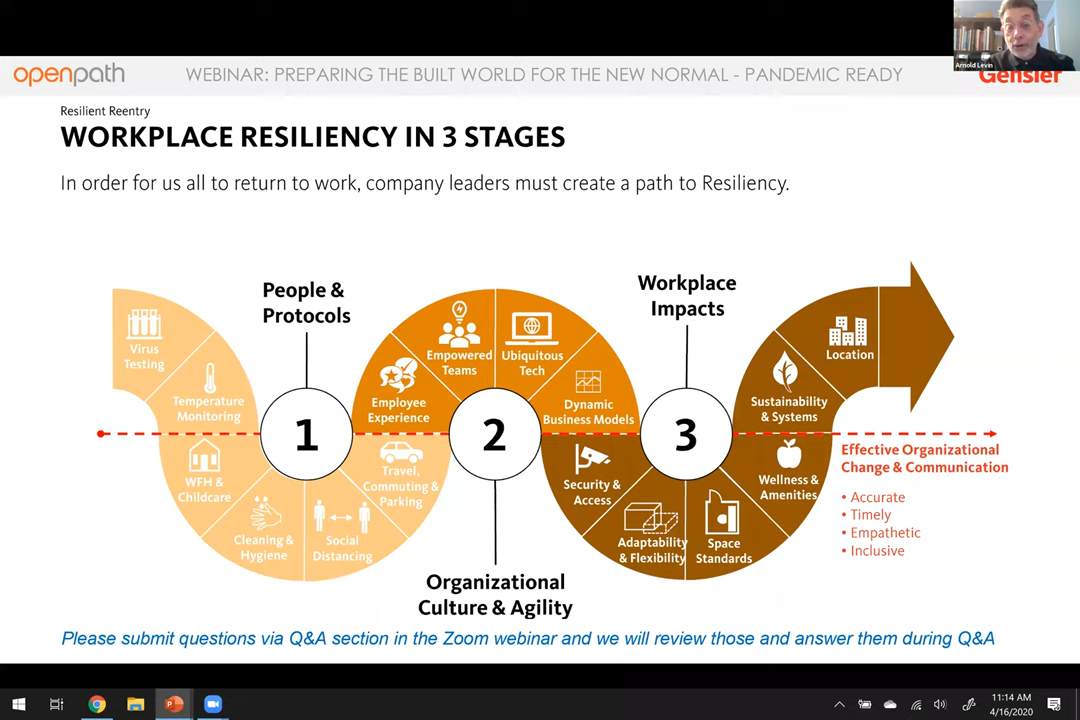 openpath
WEBINAR: PREPARING THE BUILT WORLD FOR THE NEW NORMAL - PANDEMIC READY
Arnold Levin
Gensler
Resilient Reentry
WORKPLACE RESILIENCY IN 3 STAGES
In order for us all to return to work, company leaders must create a path to Resiliency.
People &
Protocols
Workplace
Impacts
Virus
Testing
Temperature
Monitoring
WFH &
Childcare
Cleaning &
Hygiene
Social
Distancing
Travel,
Commuting &
Parking
1
Employee
Experience
Empowered
Teams
Ubiquitous
Tech
Dynamic
Business Models
2
Organizational
Culture & Agility
Security &
Access
Adaptability
& Flexibility
Space
Standards
Wellness &
Amenities
Sustainability
& Systems
Location
3
Effective Organizational
Change & Communication
• Accurate
• Timely
• Empathetic
• Inclusive
Please submit questions via Q&A section in the Zoom webinar and we will review those and answer them during Q&A
11:14 AM
4/16/2020